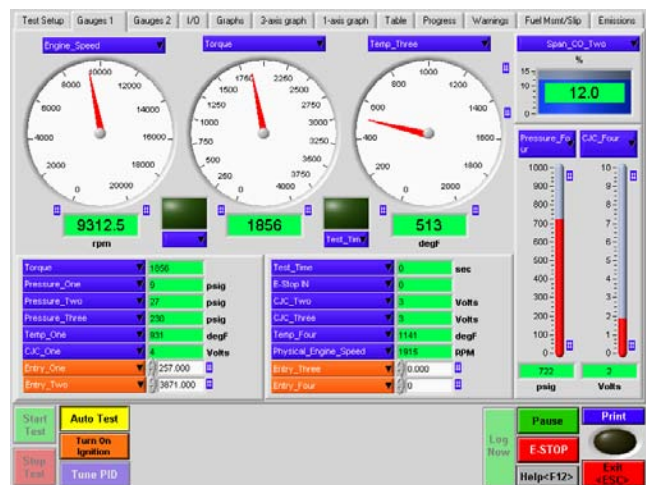 Test Setup Gauges 1 Gauges 2 I/O Graphs 3-axis graph 1-axis graph Table Progress Warnings Fuel Msmt/Slip Emissions
Engine_Speed Torque Temp_Three Span_CO_Two
%
15
10
0
12.0
0 2000 4000 6000 8000 10000 12000 14000 16000 18000 20000
0 250 500 750 1000 1750 2250 2500 3000 3250 3500 3750 4000
0 200 400 600 1000 1400 1600 1800 2000
9312.5 1856 513
rpm Test_Tim degF
Pressure_Fo
ur
CJC_Four
1000 900 800 700 600 500 400 300 200 100 0
10 9 8 7 6 5 4 3 2 1 0
722 2
psig Volts
Torque 1856
Pressure_One 9 psig
Pressure_Two 27 psig
Pressure_Three 230 psig
Temp_One 931 degF
CJC_One 4 Volts
Entry_One 257.000
Entry_Two 3871.000
Test_Time 0 sec
E-Stop IN 0
CJC_Two 3 Volts
CJC_Three 3 Volts
Temp_Four 1141 degF
Physical_Engine_Speed 1915 RPM
Entry_Three 0.000
Entry_Four 0
Start
Test
Auto Test
Turn On
Ignition
Stop
Test
Tune PID
Log
Now
Pause
E-STOP
Help<F12>
Print
Exit
<ESC>